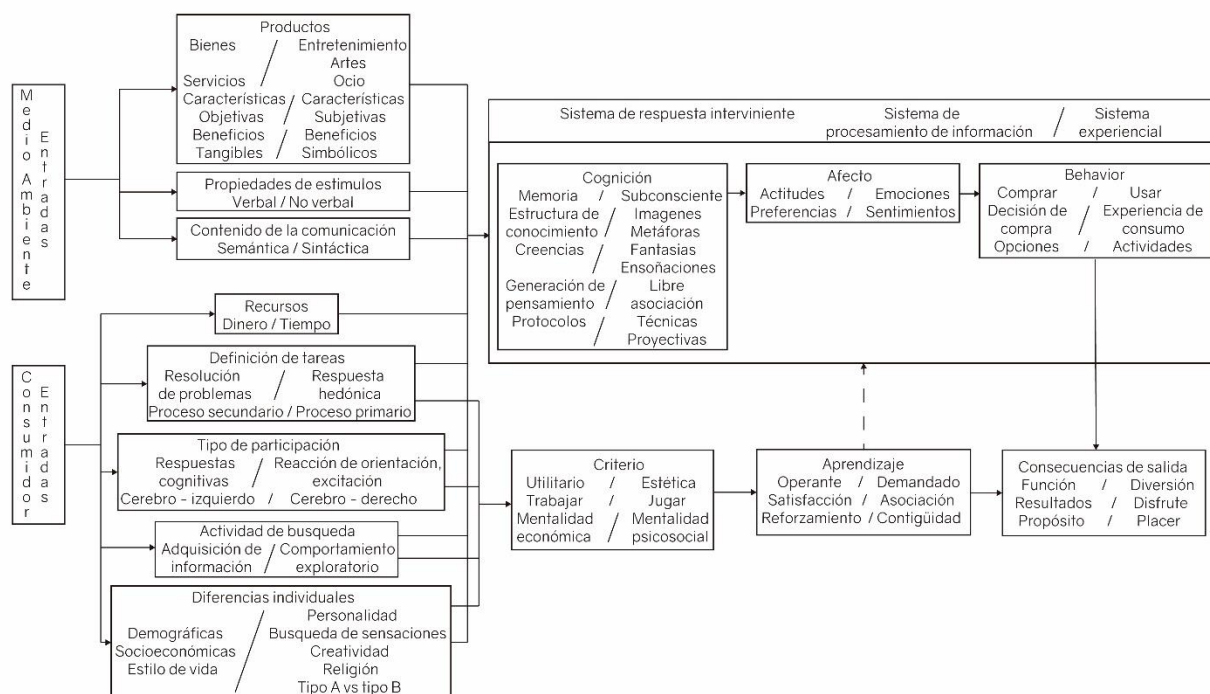 Medio Ambiente
Entradas
Productos
Bienes / Entretenimiento
Artes
Servicios Ocio
Características / Características
Objetivas Subjetivas
Beneficios / Beneficios
Tangibles Simbólicos
Propiedades de estimulos
Verbal / No verbal
Contenido de la comunicación
Semántica / Sintáctica
Consumidor
Entradas
Recursos
Dinero / Tiempo
Definición de tareas
Resolución / Respuesta
de problemas hedónica
Proceso secundario / Proceso primario
Tipo de participación
Respuestas / Reacción de orientación,
cognitivas excitación
Cerebro - izquierdo / Cerebro - derecho
Actividad de busqueda
Adquisición de / Comportamiento
información exploratorio
Diferencias individuales
Personalidad
Demográficas / Busqueda de sensaciones
Socioeconómicas Creatividad
Estilo de vida Religión
Tipo A vs tipo B
Sistema de respuesta interviniente
Sistema de / Sistema
procesamiento de información experiencial
Cognición
Memoria / Subconsciente
Estructura de / Imagenes
conocimiento Metáforas
Creencias / Fantasias
Ensoñaciones
Generación de / Libre
pensamiento asociación
Protocolos / Técnicas
Proyectivas
Afecto
Actitudes / Emociones
Preferencias / Sentimientos
Behavior
Comprar / Usar
Decisión de / Experiencia de
compra consumo
Opciones / Actividades
Criterio
Utilitario / Estética
Trabajar / Jugar
Mentalidad / Mentalidad
económica psicosocial
Aprendizaje
Operante / Demandado
Satisfacción / Asociación
Reforzamiento / Contigüidad
Consecuencias de salida
Función / Diversión
Resultados / Disfrute
Propósito / Placer